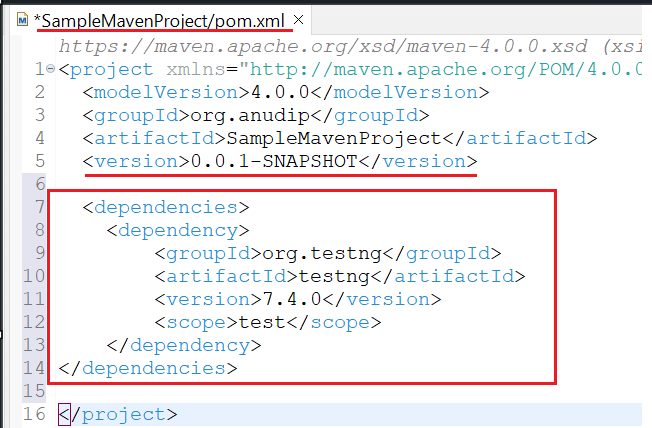 *SampleMavenProject/pom.xml
https://maven.apache.org/xsd/maven-4.0.0.xsd (xsi
1 <project xmlns="http://maven.apache.org/POM/4.0.0
2 <modelVersion>4.0.0</modelVersion>
3 <groupId>org.anudip</groupId>
4 <artifactId>SampleMavenProject</artifactId>
5 <version>0.0.1-SNAPSHOT</version>
6
7 <dependencies>
8 <dependency>
9 <groupId>org.testng</groupId>
10 <artifactId>testng</artifactId>
11 <version>7.4.0</version>
12 <scope>test</scope>
13 </dependency>
14 </dependencies>
15
16 </project>